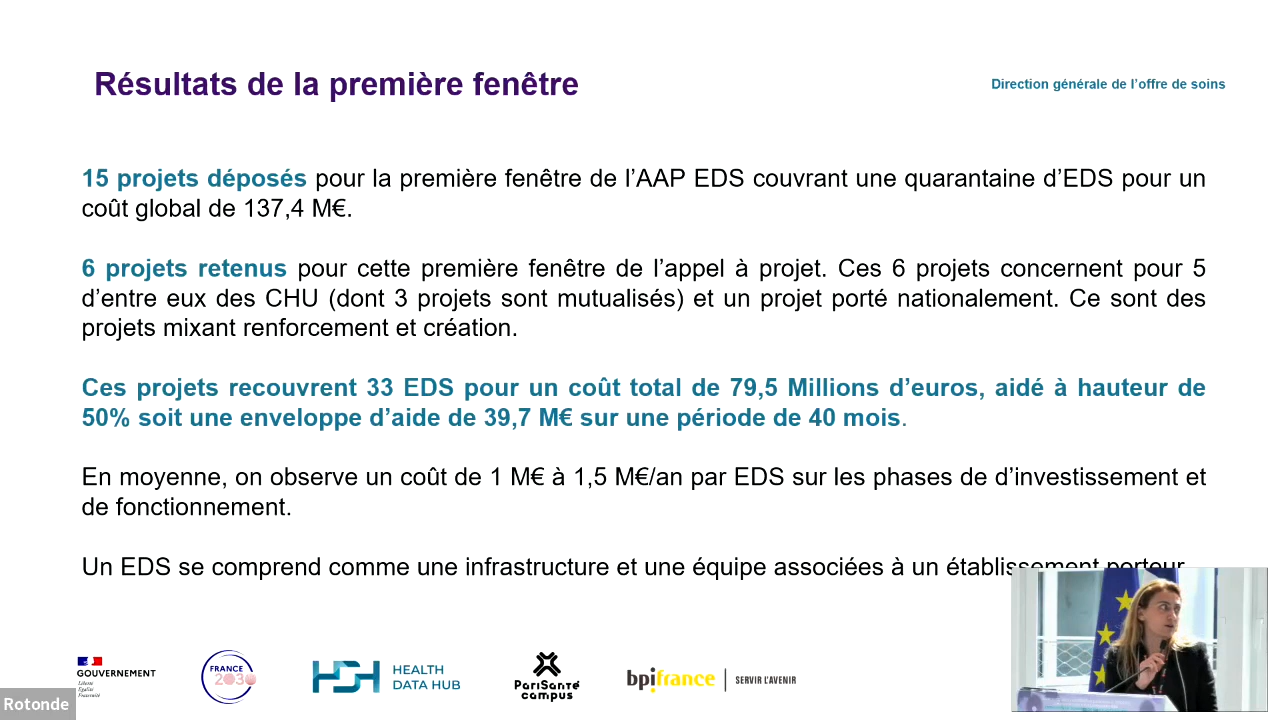 Résultats de la première fenêtre
Direction générale de l'offre de soins
15 projets déposés pour la première fenêtre de l'AAP EDS couvrant une quarantaine d'EDS pour un
coût global de 137,4 M€.
6 projets retenus pour cette première fenêtre de l'appel à projet. Ces 6 projets concernent pour 5
d'entre eux des CHU (dont 3 projets sont mutualisés) et un projet porté nationalement. Ce sont des
projets mixant renforcement et création.
Ces projets recouvrent 33 EDS pour un coût total de 79,5 Millions d'euros, aidé à hauteur de
50% soit une enveloppe d'aide de 39,7 M€ sur une période de 40 mois.
En moyenne, on observe un coût de 1 M€ à 1,5 M€/an par EDS sur les phases de d'investissement et
de fonctionnement.
Un EDS se comprend comme une infrastructure et une équipe associées à un établissement porteur
GOUVERNEMENT
Liberté
Égalité
Fraternité
FRANCE
2030
HEALTH
DATA HUB
PariSanté
campus
bpifrance | SERVIR L'AVENIR
Rotonde